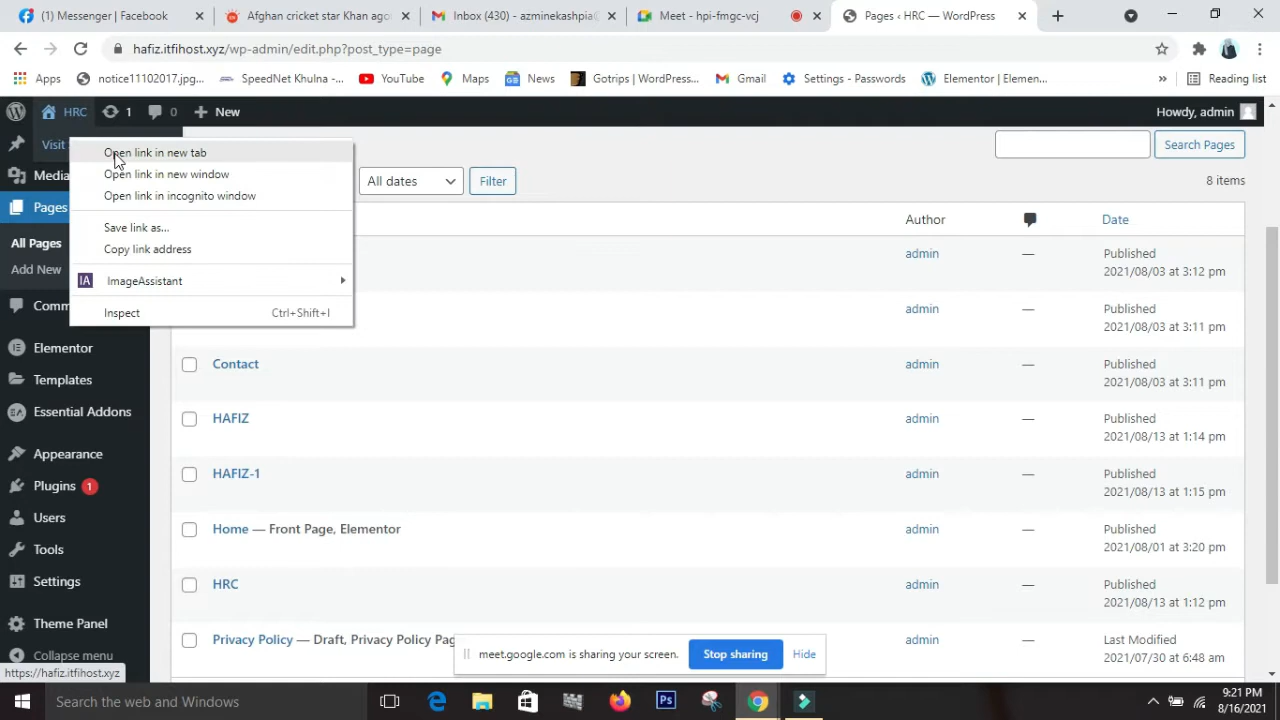 (1) Messenger | Facebook
Afghan cricket star Khan ago
Inbox (430) - azminekashpia@
Meet - hpi-fmgc-vcj
Pages ‹ HRC — WordPress
hafiz.itfihost.xyz/wp-admin/edit.php?post_type=page
Apps
notice11102017.jpg...
SpeedNet Khulna -...
YouTube
Maps
News
Gotrips | WordPress...
Gmail
Settings - Passwords
Elementor | Elemen...
»
Reading list
HRC
1
0
New
Howdy, admin
Visit
Open link in new tab
Open link in new window
Open link in incognito window
Save link as...
Copy link address
IA ImageAssistant
Inspect Ctrl+Shift+I
Search Pages
All dates
Filter
8 items
Media
Pages
All Pages
Add New
Comm
Elementor
Templates
Essential Addons
Appearance
Plugins 1
Users
Tools
Settings
Theme Panel
Collapse menu
https://hafiz.itfihost.xyz
Author
Date
admin — Published
2021/08/03 at 3:12 pm
admin — Published
2021/08/03 at 3:11 pm
Contact admin — Published
2021/08/03 at 3:11 pm
HAFIZ admin — Published
2021/08/13 at 1:14 pm
HAFIZ-1 admin — Published
2021/08/13 at 1:15 pm
Home — Front Page, Elementor admin — Published
2021/08/01 at 3:20 pm
HRC admin — Published
2021/08/13 at 1:12 pm
Privacy Policy — Draft, Privacy Policy Pag admin — Last Modified
2021/07/30 at 6:48 am
meet.google.com is sharing your screen.
Stop sharing
Hide
Search the web and Windows
Ps
9:21 PM
8/16/2021